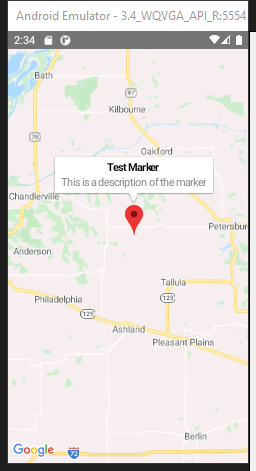 Android Emulator - 3.4_WQVGA_API_R:5554
2:34
Bath
Kilbourne
78
97
Oakford
Test Marker
This is a description of the marker
Chandlerville
Petersburg
Anderson
Tallula
123
Philadelphia
125
Ashland
Pleasant Plains
Berlin
Google
72